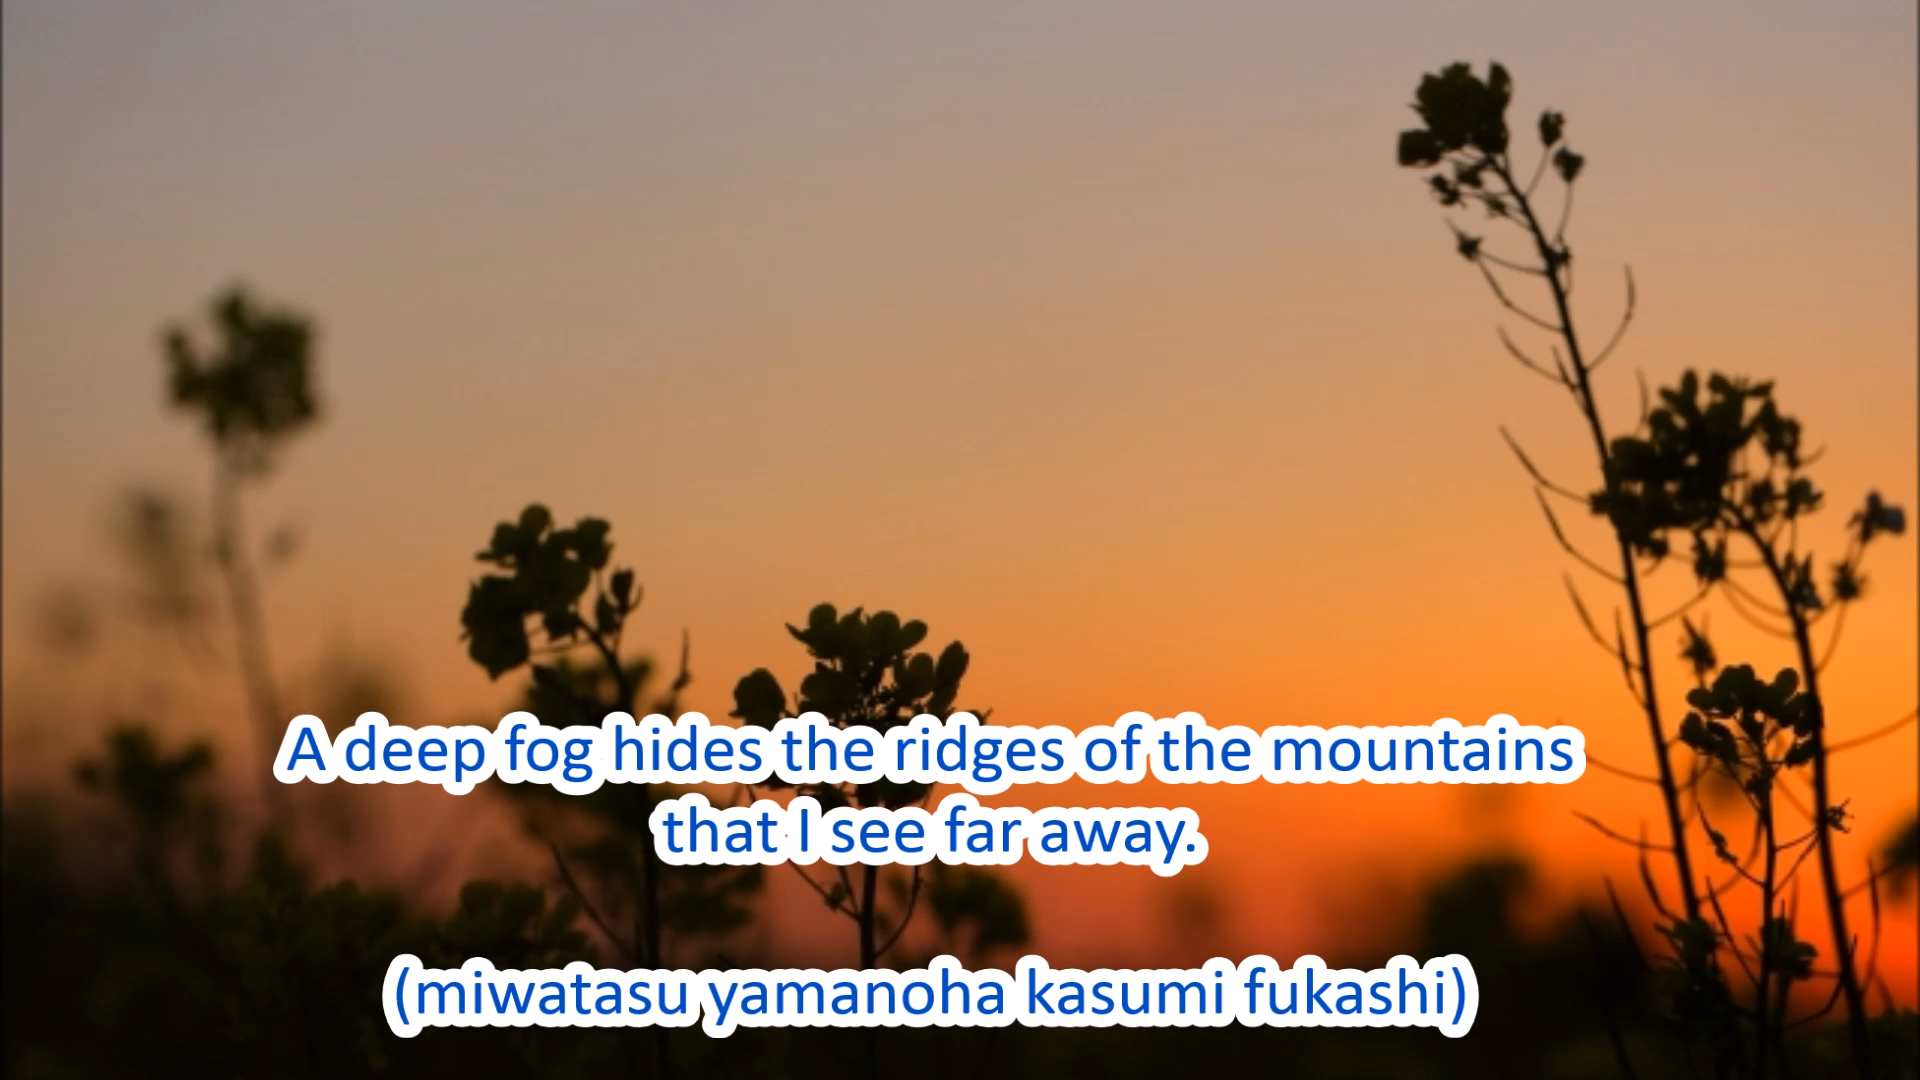 A deep fog hides the ridges of the mountains
that I see far away.
(miwatasu yamanoha kasumi fukashi)